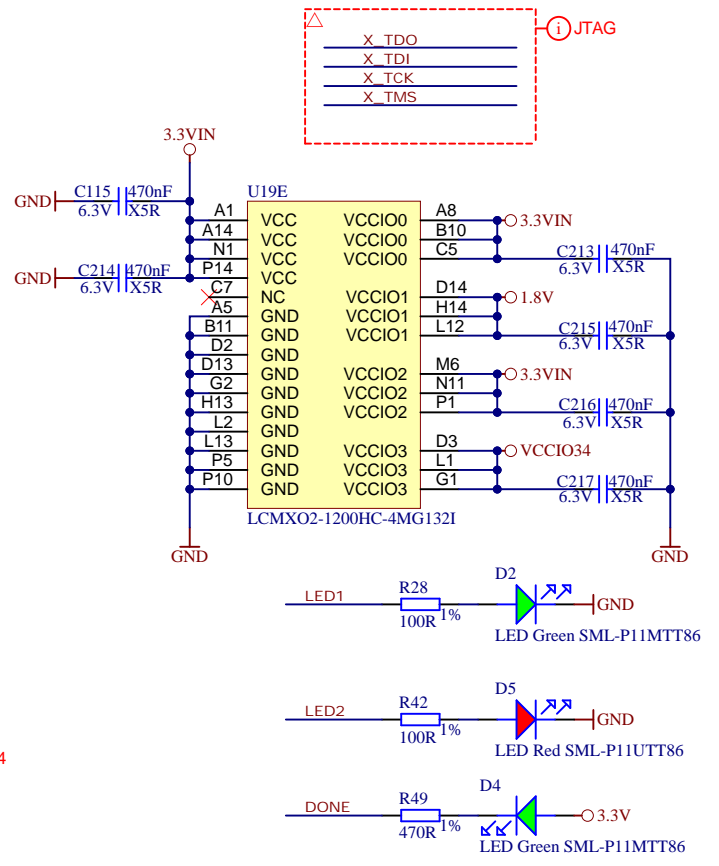 X_TDO
JTAG
X_TDI
X_TCK
X_TMS
3.3VIN
GND C115 470nF
6.3V X5R
U19E
A1 VCC VCCIO0 A8 3.3VIN
A14 VCC VCCIO0 B10
N1 VCC VCCIO0 C5
C213 470nF
6.3V X5R
P14 VCC
GND C214 470nF
6.3V X5R
C7 NC VCCIO1 D14 1.8V
A5 GND VCCIO1 H14
B11 GND VCCIO1 L12
C215 470nF
6.3V X5R
D2 GND
D13 GND VCCIO2 M6 3.3VIN
G2 GND VCCIO2 N11
H13 GND VCCIO2 P1
C216 470nF
6.3V X5R
L2 GND
L13 GND VCCIO3 D3 VCCIO34
P5 GND VCCIO3 L1
P10 GND VCCIO3 G1
C217 470nF
6.3V X5R
LCMXO2-1200HC-4MG132I
GND
GND
LED1 R28 D2 GND
100R 1%
LED Green SML-P11MTT86
LED2 R42 D5 GND
100R 1%
LED Red SML-P11UTT86
4
DONE R49 D4 3.3V
470R 1%
LED Green SML-P11MTT86